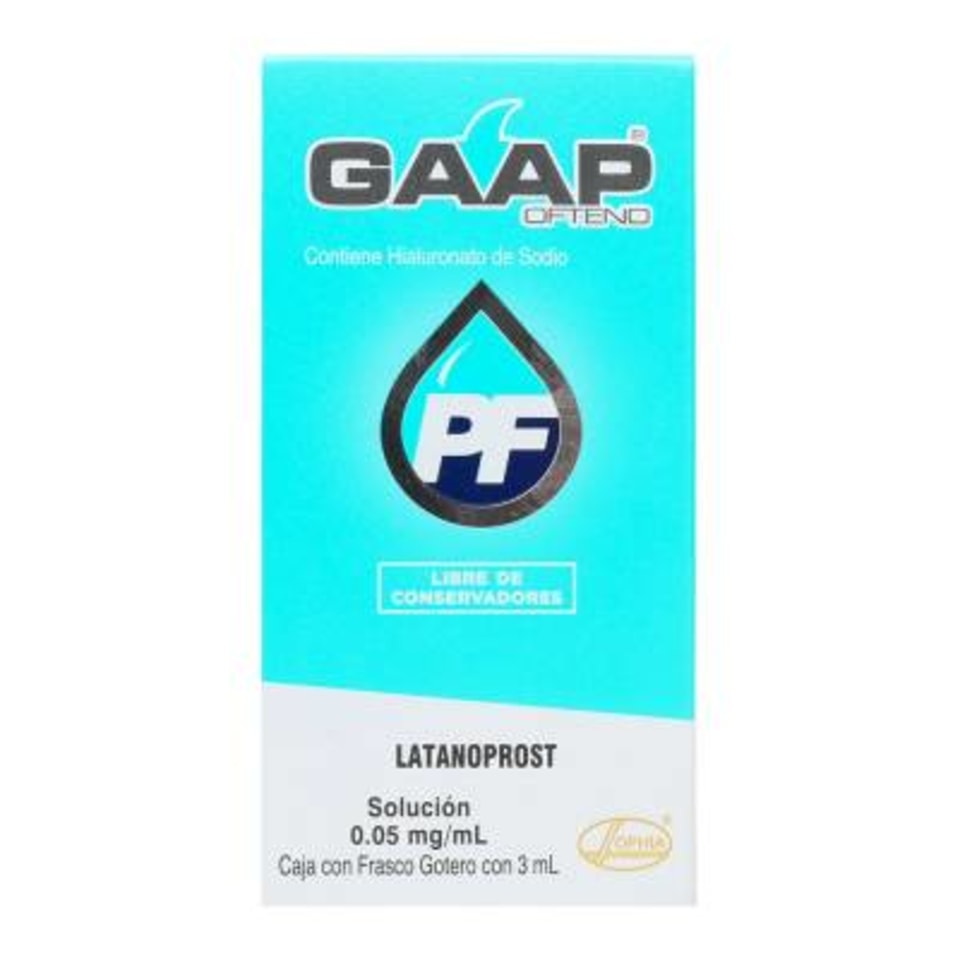 GAAP®
OFTENO
Contiene Hialuronato de Sodio
PF
LIBRE DE
CONSERVADORES
LATANOPROST
Solución
0.05 mg/mL
SOPHIA®
Caja con Frasco Gotero con 3 mL